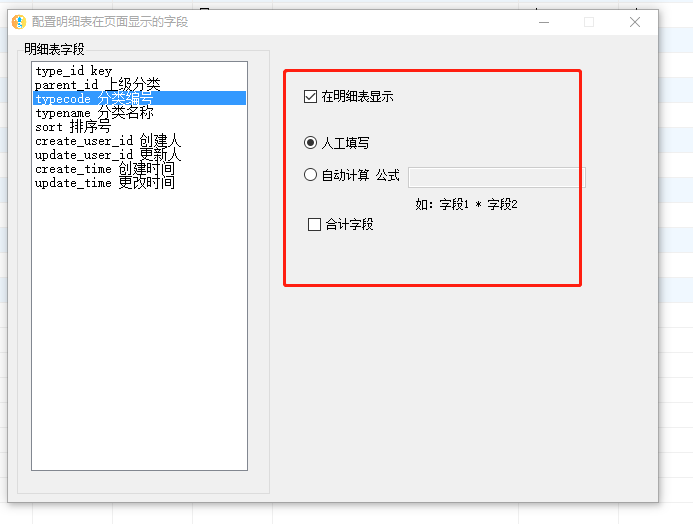 配置明细表在页面显示的字段
明细表字段
type_id key
parent_id 上级分类
typecode 分类编号
typename 分类名称
sort 排序号
create_user_id 创建人
update_user_id 更新人
create_time 创建时间
update_time 更改时间
在明细表显示
人工填写
自动计算 公式
如: 字段1 * 字段2
合计字段